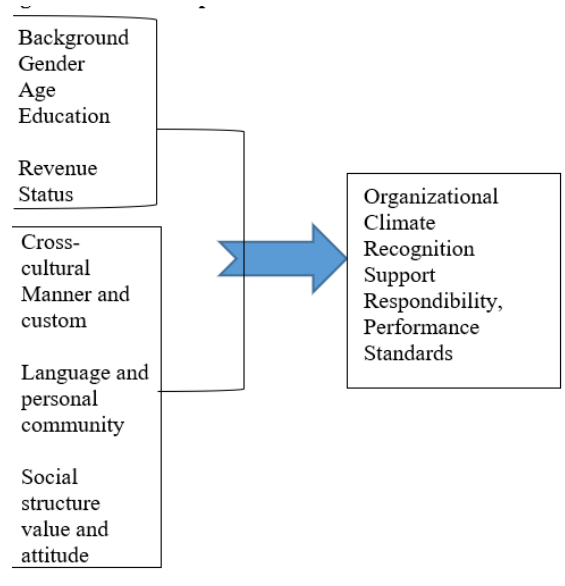 Background
Gender
Age
Education
Revenue
Status
Cross-
cultural
Manner and
custom
Language and
personal
community
Social
structure
value and
attitude
Organizational
Climate
Recognition
Support
Respondibility,
Performance
Standards